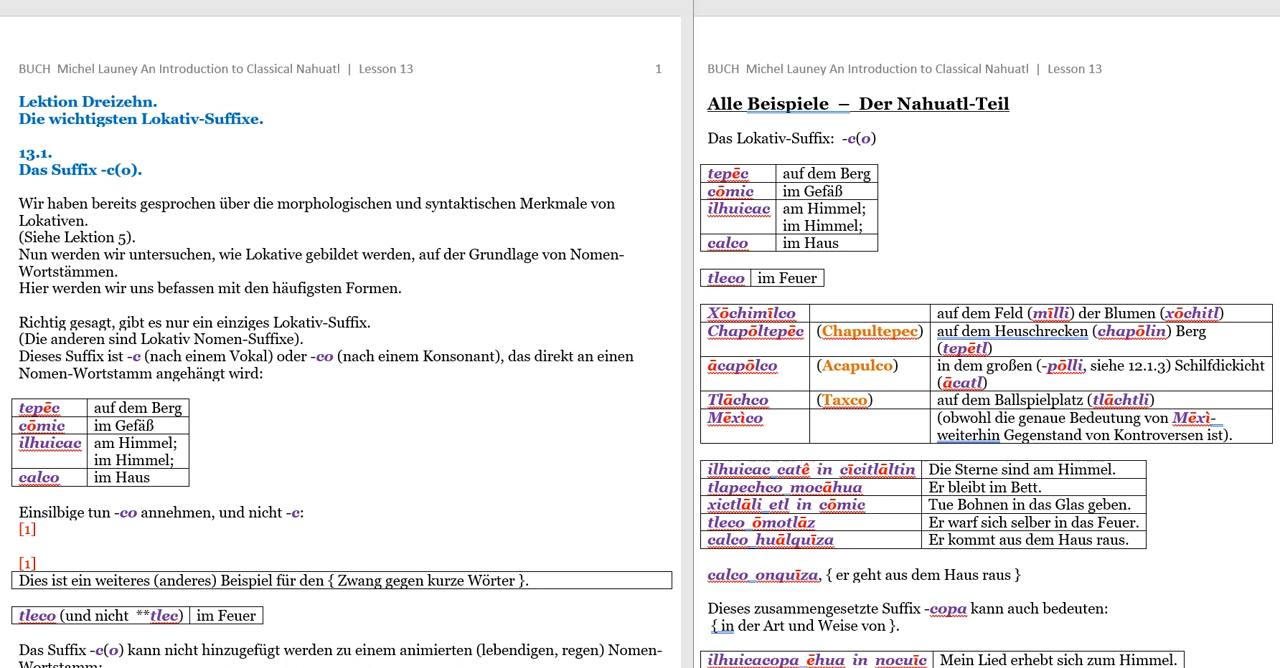 BUCH  Michel Launey An Introduction to Classical Nahuatl  |  Lesson 13    1
Lektion Dreizehn.
Die wichtigsten Lokativ-Suffixe.
13.1.
Das Suffix -c(o).
Wir haben bereits gesprochen über die morphologischen und syntaktischen Merkmale von
Lokativen.
(Siehe Lektion 5).
Nun werden wir untersuchen, wie Lokative gebildet werden, auf der Grundlage von Nomen-
Wortstämmen.
Hier werden wir uns befassen mit den häufigsten Formen.
Richtig gesagt, gibt es nur ein einziges Lokativ-Suffix.
(Die anderen sind Lokativ Nomen-Suffixe).
Dieses Suffix ist -c (nach einem Vokal) oder -co (nach einem Konsonant), das direkt an einen
Nomen-Wortstamm angehängt wird:
tepēc    auf dem Berg
cōmic    im Gefäß
ilhuicac    am Himmel;
im Himmel;
calco    im Haus
Einsilbige tun -co annehmen, und nicht -c:
[1]
[1]
Dies ist ein weiteres (anderes) Beispiel für den { Zwang gegen kurze Wörter }.
tleco (und nicht  **tlec)    im Feuer
Das Suffix -c(o) kann nicht hinzugefügt werden zu einem animierten (lebendigen, regen) Nomen-
Wortstamm:
BUCH  Michel Launey An Introduction to Classical Nahuatl  |  Lesson 13
Alle Beispiele  –  Der Nahuatl-Teil
Das Lokativ-Suffix:  -c(o)
tepēc    auf dem Berg
cōmic    im Gefäß
ilhuicac    am Himmel;
im Himmel;
calco    im Haus
tleco    im Feuer
Xōchimīlco    auf dem Feld (mīlli) der Blumen (xōchitl)
Chapōltepēc    (Chapultepec)    auf dem Heuschrecken (chapōlin) Berg
(tepētl)
ācapōlco    (Acapulco)    in dem großen (-pōlli, siehe 12.1.3) Schilfdickicht
(ācatl)
Tlāchco    (Taxco)    auf dem Ballspielplatz (tlāchtli)
Mēxìco    (obwohl die genaue Bedeutung von Mēxì-
weiterhin Gegenstand von Kontroversen ist).
ilhuicac  catê  in  cīcitlāltin    Die Sterne sind am Himmel.
tlapechco  mocāhua    Er bleibt im Bett.
xictlāli  etl  in  cōmic    Tue Bohnen in das Glas geben.
tleco  ōmotlāz    Er warf sich selber in das Feuer.
calco  huālquīza    Er kommt aus dem Haus raus.
calco  onquīza, { er geht aus dem Haus raus }
Dieses zusammengesetzte Suffix -copa kann auch bedeuten:
{ in der Art und Weise von }.
ilhuicacopa  ēhua  in  nocuīc    Mein Lied erhebt sich zum Himmel.